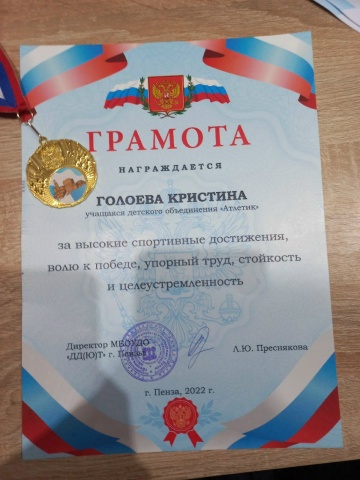 ГРАМОТА
НАГРАЖДАЕТСЯ
ГОЛОЕВА КРИСТИНА
учащаяся детского объединения «Атлетик»
за высокие спортивные достижения,
волю к победе, упорный труд, стойкость
и целеустремленность
Директор МБОУДО
«ДД(Ю)Т» г. Пензы
Л.Ю. Преснякова
г. Пенза, 2022 г.